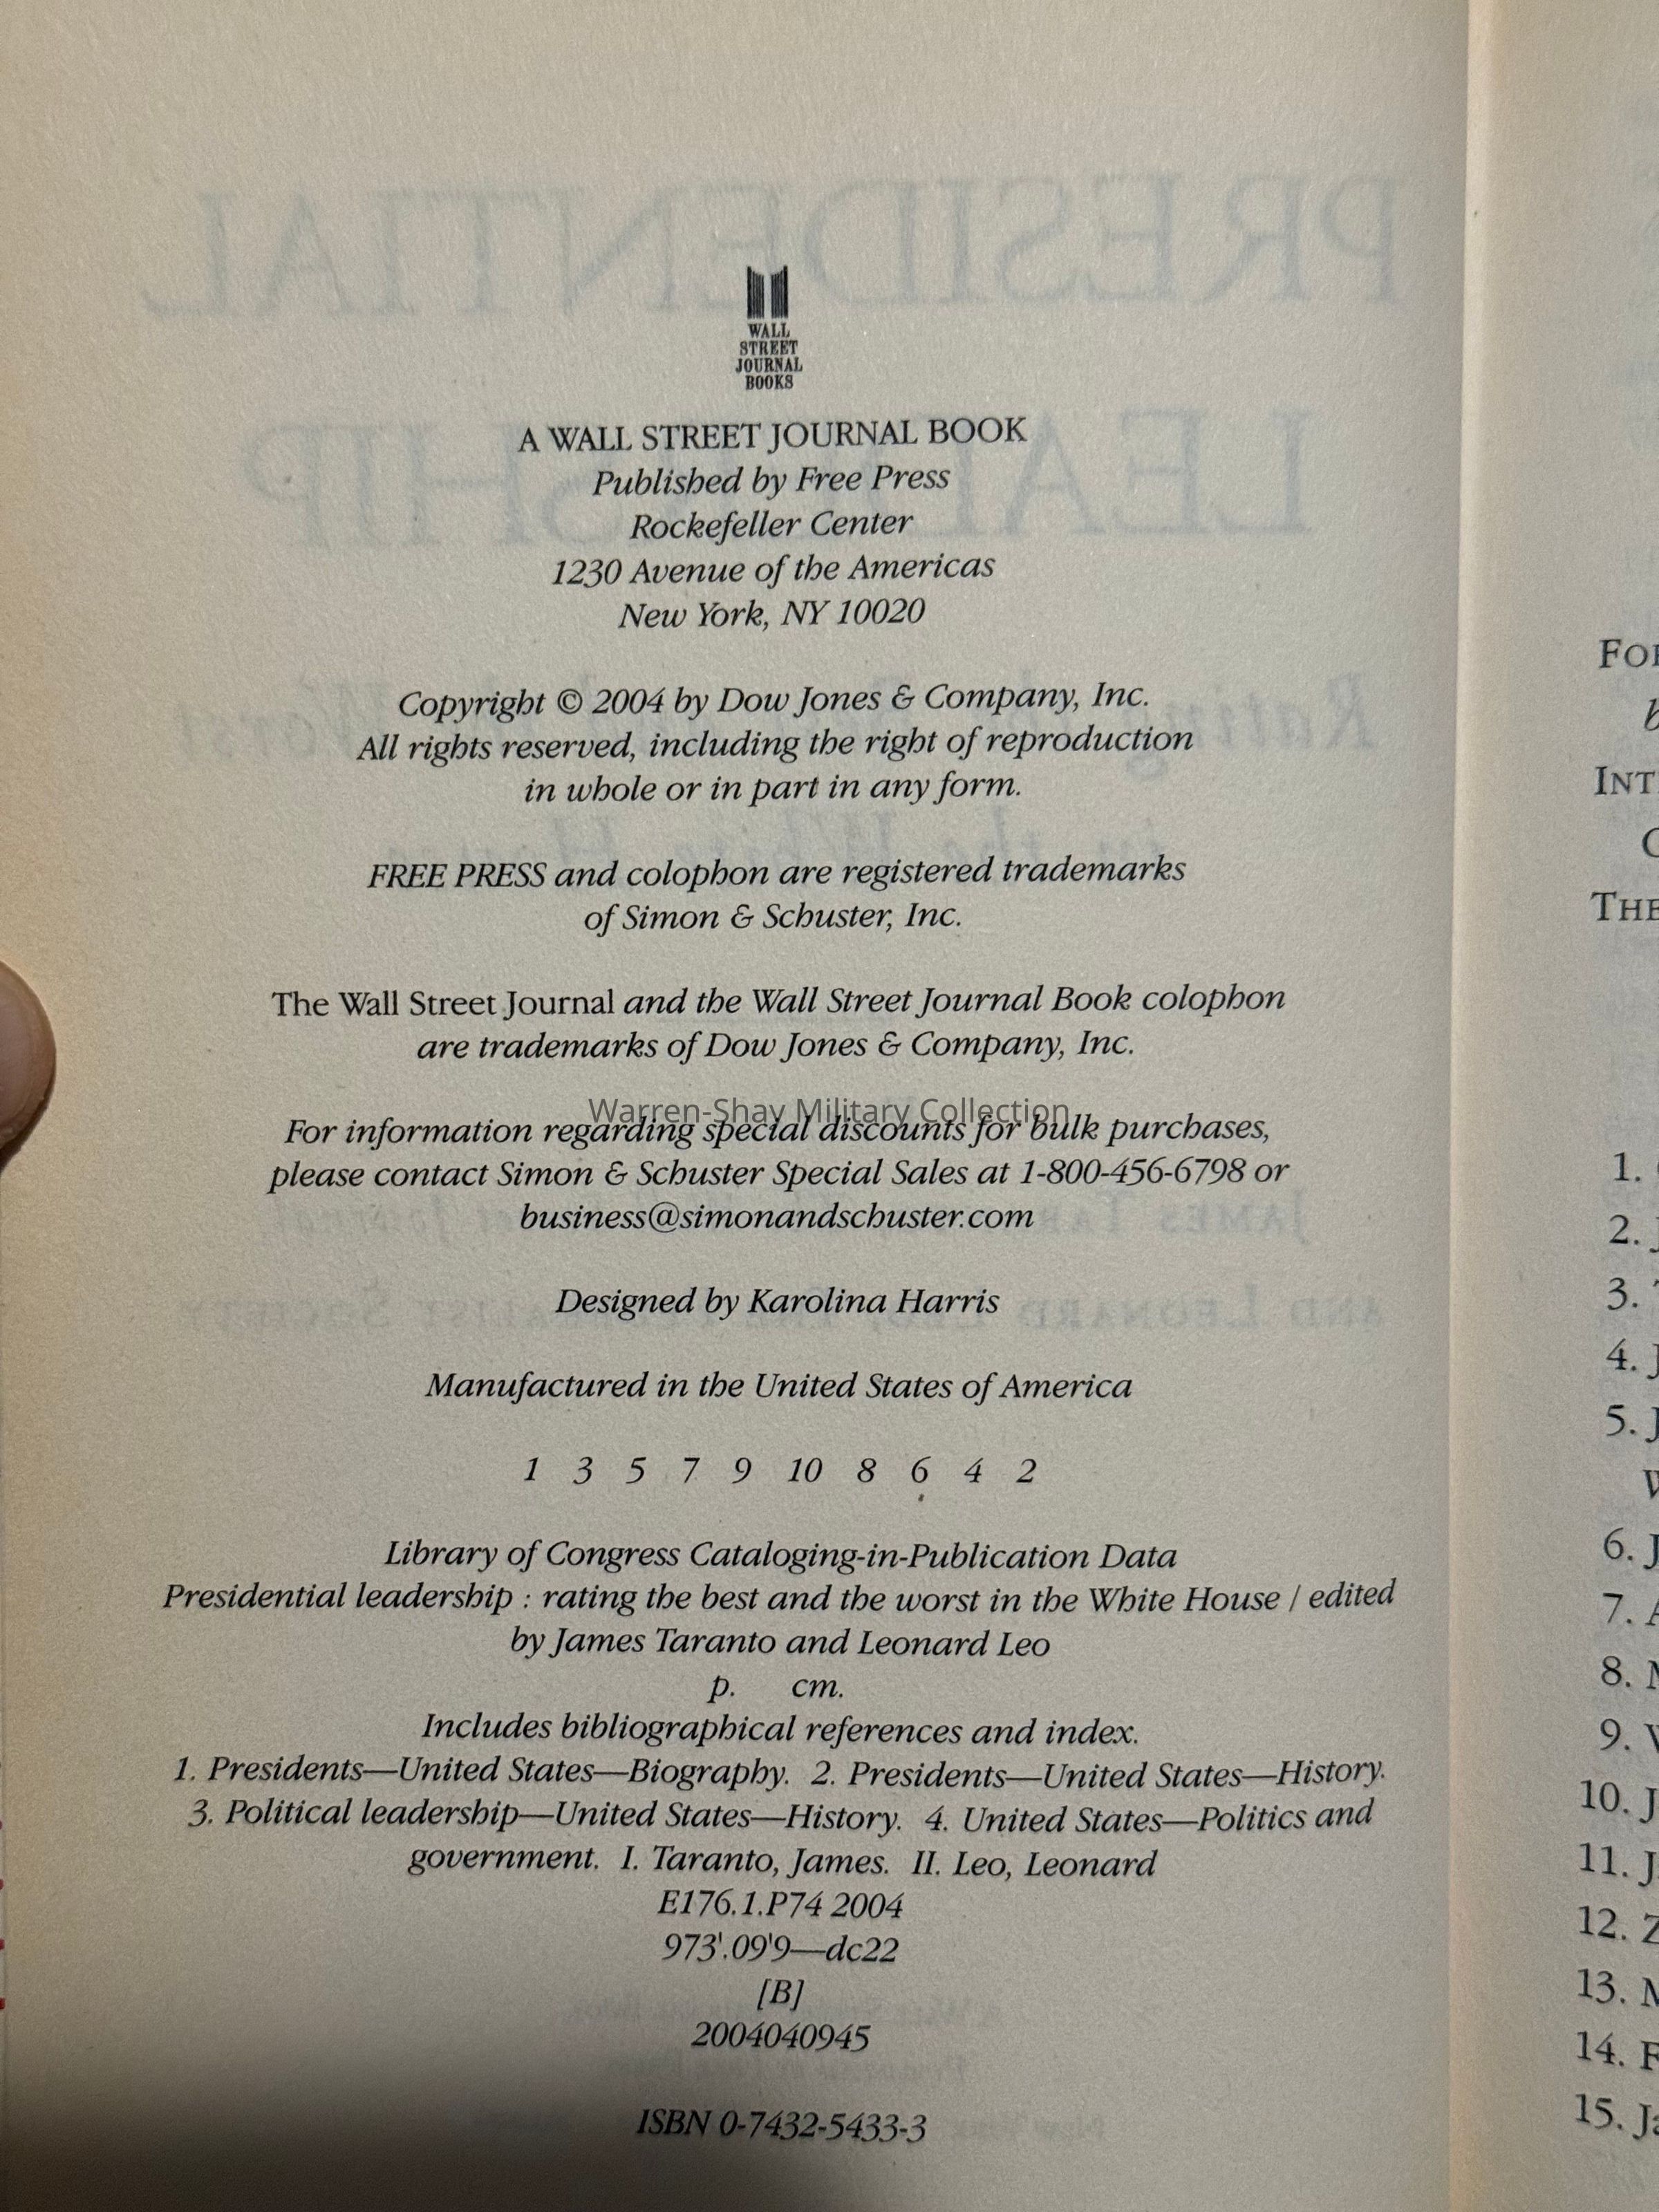 PRESIDENTIAL
WALL
STREET
JOURNAL
BOOKS
A WALL STREET JOURNAL BOOK
Published by Free Press
Rockefeller Center
1230 Avenue of the Americas
New York, NY 10020
Copyright © 2004 by Dow Jones & Company, Inc.
All rights reserved, including the right of reproduction
in whole or in part in any form.
FREE PRESS and colophon are registered trademarks
of Simon & Schuster, Inc.
The Wall Street Journal and the Wall Street Journal Book colophon
are trademarks of Dow Jones & Company, Inc.
Warren-Shay Military Collection
For information regarding special discounts for bulk purchases,
please contact Simon & Schuster Special Sales at 1-800-456-6798 or
business@simonandschuster.com
Designed by Karolina Harris
Manufactured in the United States of America
1 3 5 7 9 10 8 6 4 2
Library of Congress Cataloging-in-Publication Data
Presidential leadership : rating the best and the worst in the White House / edited
by James Taranto and Leonard Leo
p. cm.
Includes bibliographical references and index.
1. Presidents—United States—Biography. 2. Presidents—United States—History.
3. Political leadership—United States—History. 4. United States—Politics and
government. I. Taranto, James. II. Leo, Leonard
E176.1.P74 2004
973'.09'9—dc22
[B]
2004040945
ISBN 0-7432-5433-3
1.
2.
3.
4.
5.
6.
7.
8.
9.
10.
11.
12.
13.
14.
15.